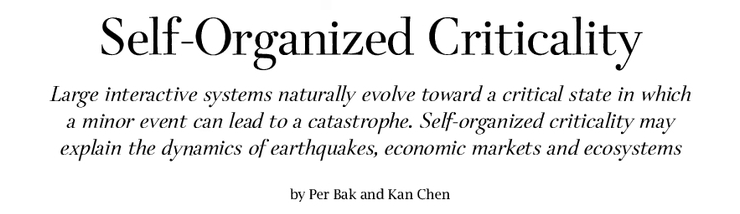 Self-Organized Criticality
Large interactive systems naturally evolve toward a critical state in which
a minor event can lead to a catastrophe. Self-organized criticality may
explain the dynamics of earthquakes, economic markets and ecosystems
by Per Bak and Kan Chen